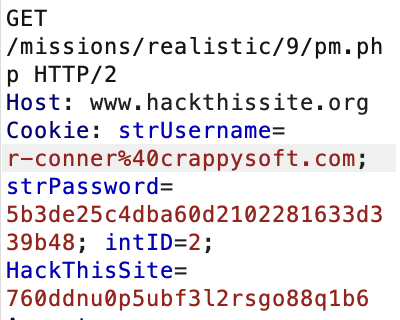 GET
/missions/realistic/9/pm.ph
p HTTP/2
Host: www.hackthissite.org
Cookie: strUsername=
r-conner%40crappysoft.com;
strPassword=
5b3de25c4dba60d2102281633d3
39b48; intID=2;
HackThisSite=
760ddnu0p5ubf3l2rsgo88q1b6